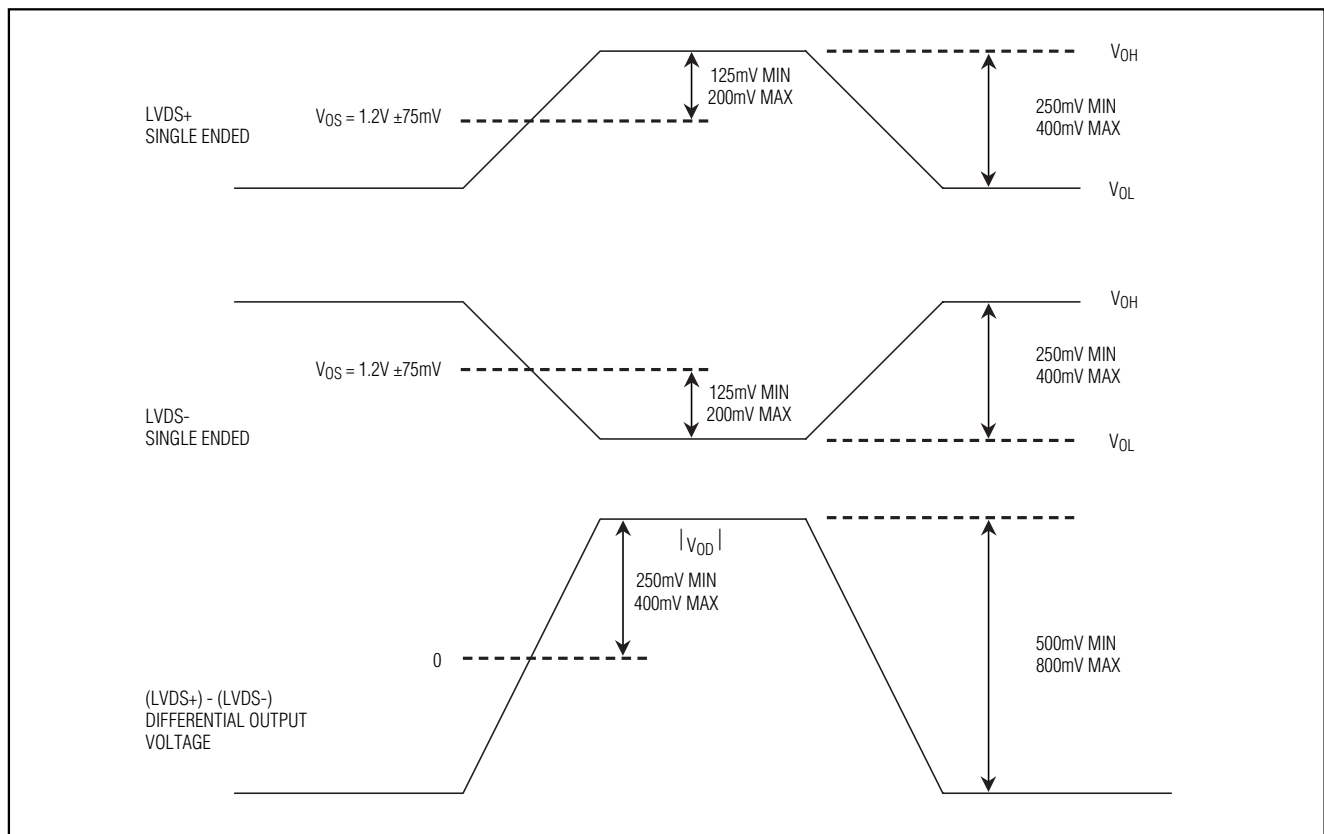 V_OH
125mV MIN
200mV MAX
LVDS+
SINGLE ENDED
V_OS = 1.2V ±75mV
250mV MIN
400mV MAX
V_OL
V_OH
V_OS = 1.2V ±75mV
250mV MIN
400mV MAX
125mV MIN
200mV MAX
LVDS-
SINGLE ENDED
V_OL
|V_OD|
250mV MIN
400mV MAX
0
500mV MIN
800mV MAX
(LVDS+) - (LVDS-)
DIFFERENTIAL OUTPUT
VOLTAGE